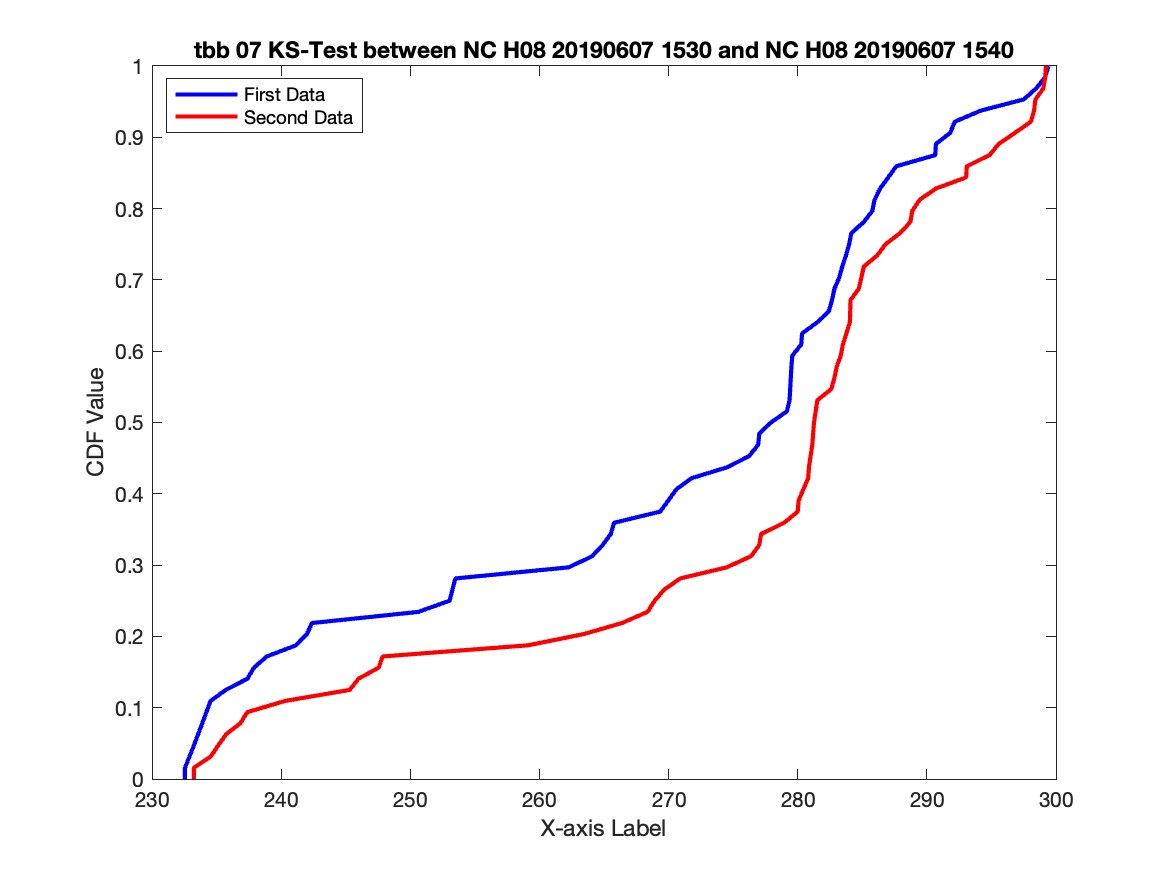 tbb 07 KS-Test between NC H08 20190607 1530 and NC H08 20190607 1540
First Data
Second Data
1
0.9
0.8
0.7
0.6
0.5
0.4
0.3
0.2
0.1
0
CDF Value
230 240 250 260 270 280 290 300
X-axis Label